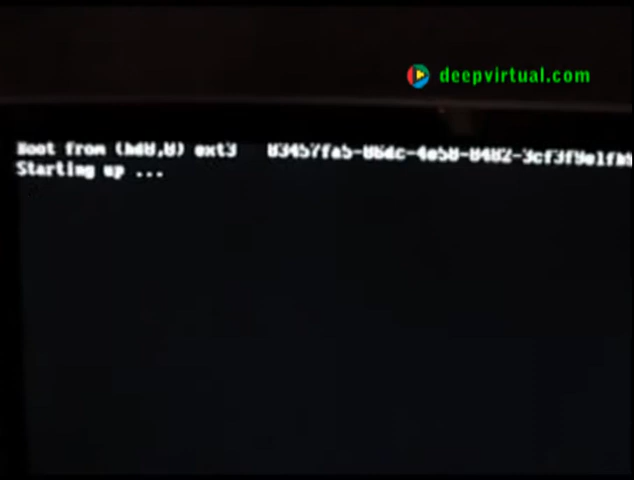 deepvirtual.com
Boot from (hd0,0) ext3
Starting up ...